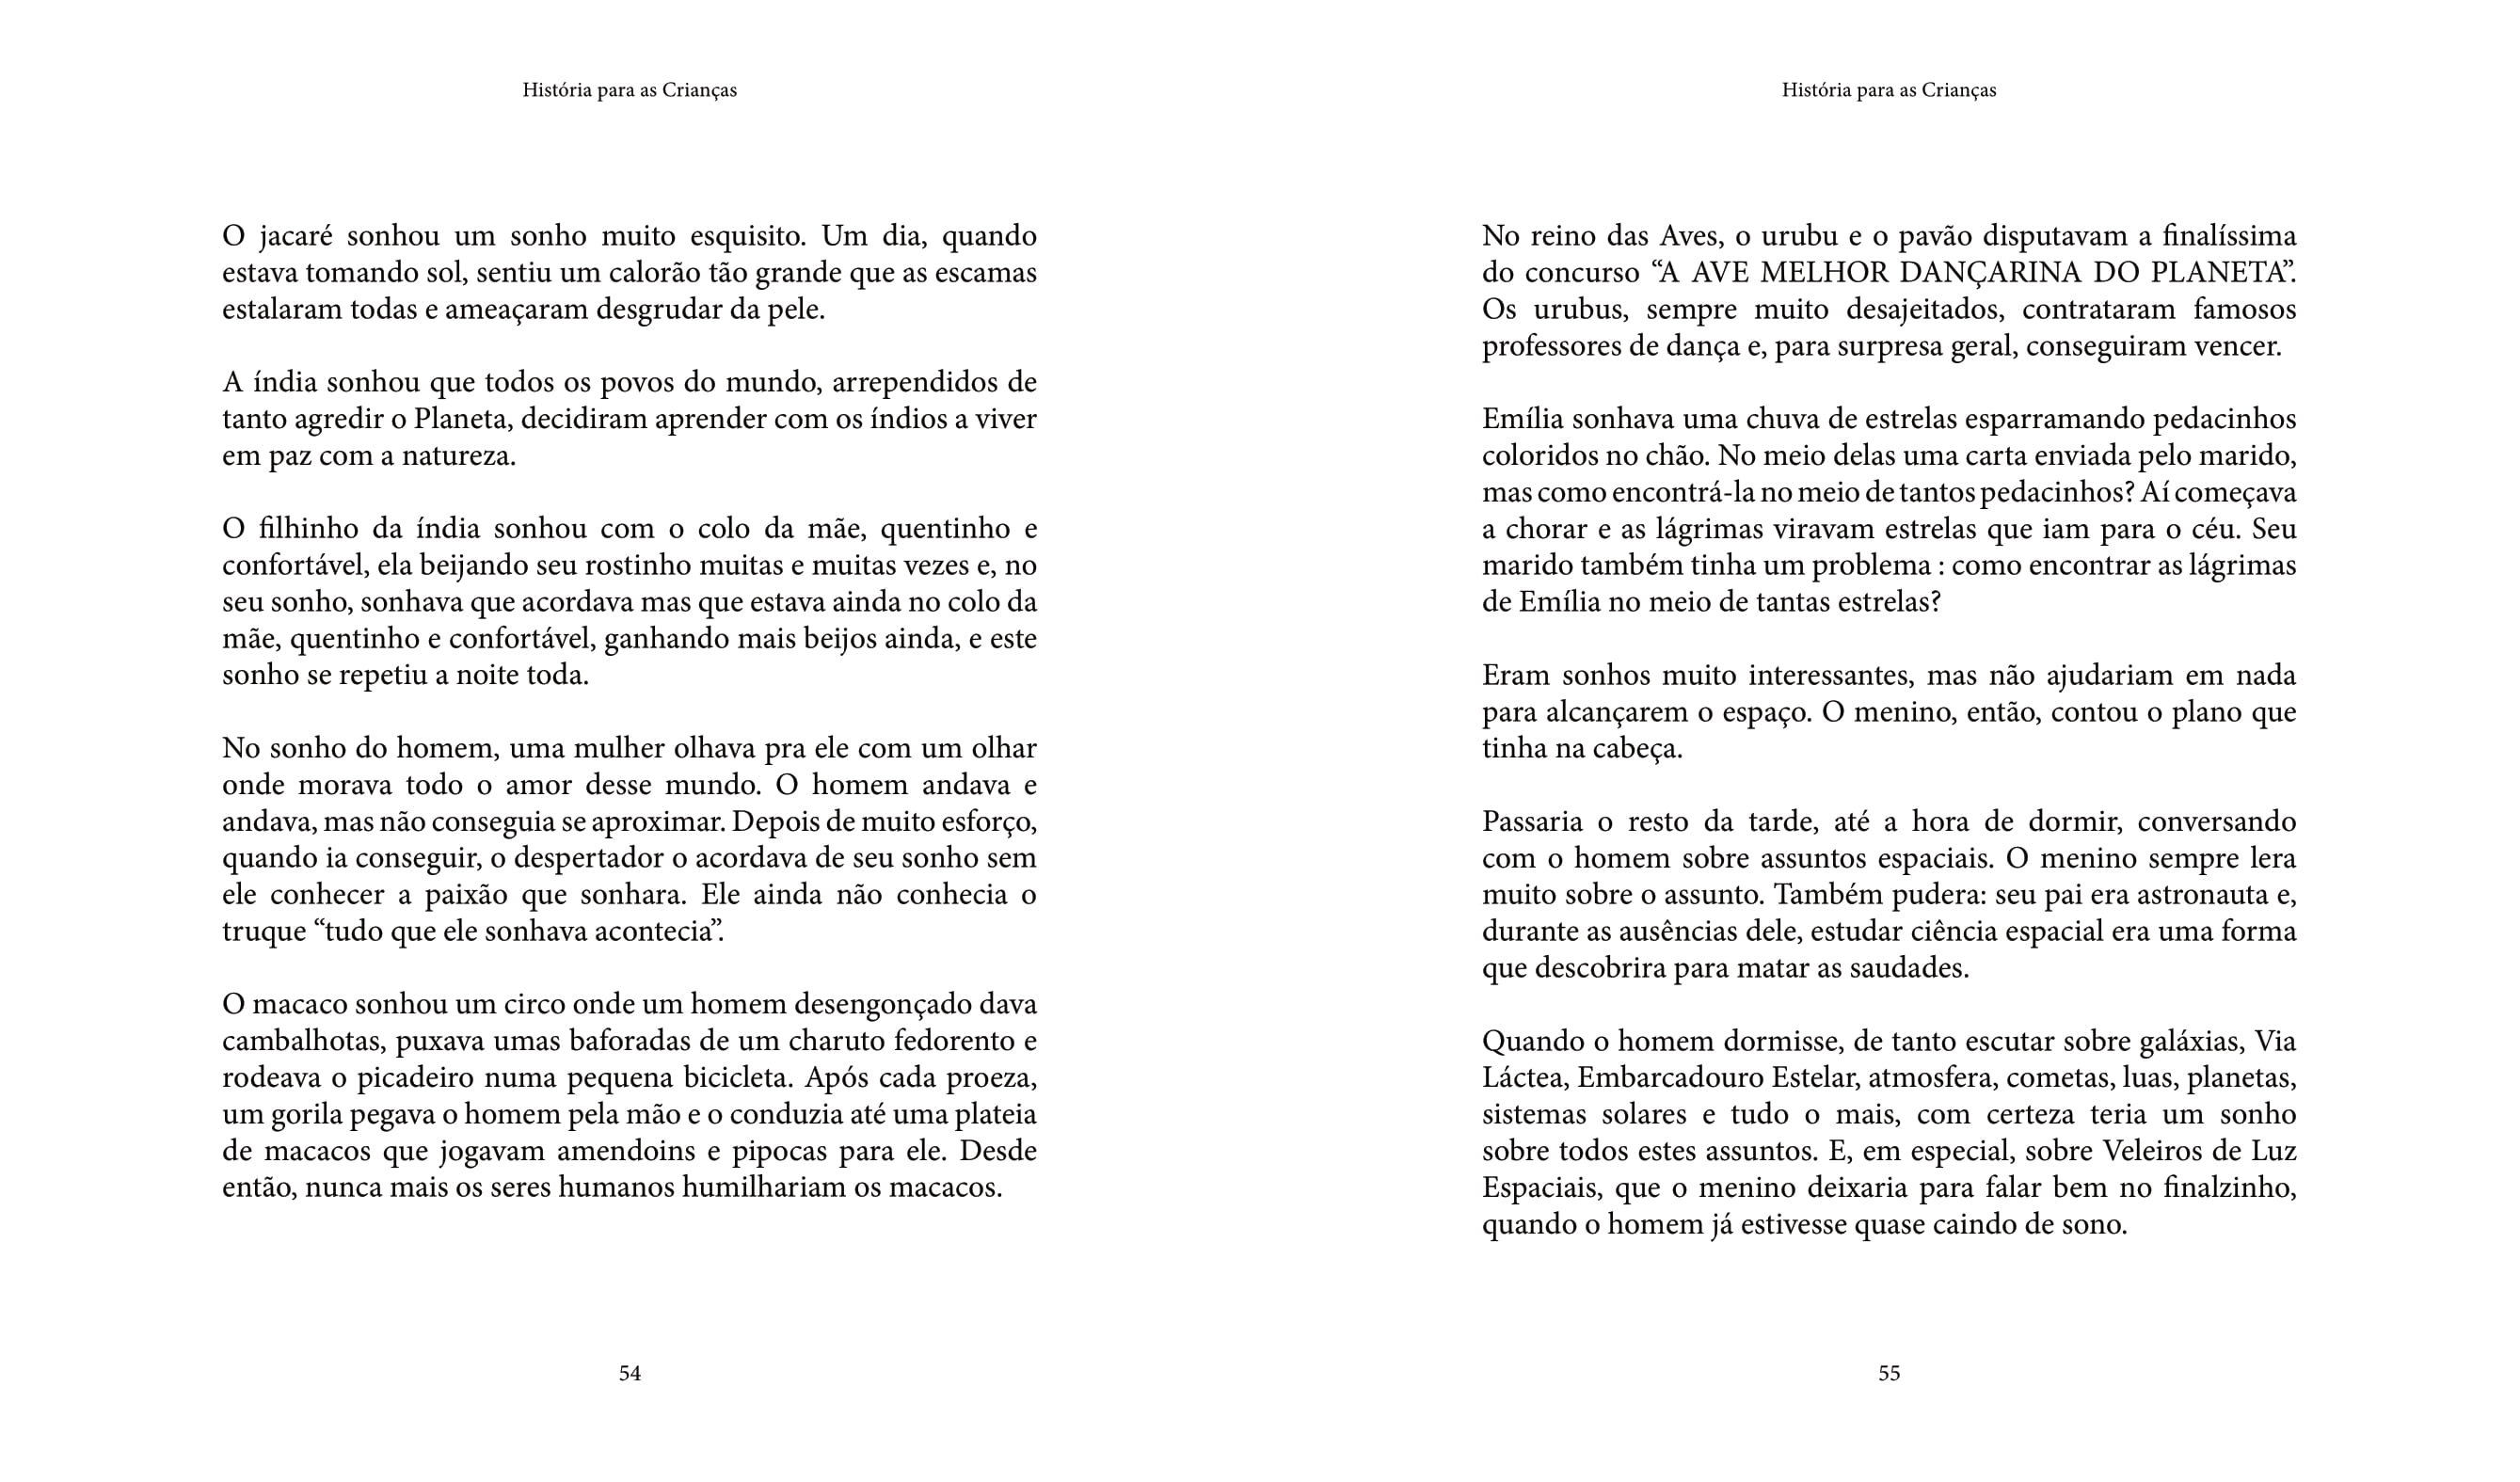 História para as Crianças
O jacaré sonhou um sonho muito esquisito. Um dia, quando
estava tomando sol, sentiu um calorão tão grande que as escamas
estalaram todas e ameaçaram desgrudar da pele.
A índia sonhou que todos os povos do mundo, arrependidos de
tanto agredir o Planeta, decidiram aprender com os índios a viver
em paz com a natureza.
O filhinho da índia sonhou com o colo da mãe, quentinho e
confortável, ela beijando seu rostinho muitas e muitas vezes e, no
seu sonho, sonhava que acordava mas que estava ainda no colo da
mãe, quentinho e confortável, ganhando mais beijos ainda, e este
sonho se repetiu a noite toda.
No sonho do homem, uma mulher olhava pra ele com um olhar
onde morava todo o amor desse mundo. O homem andava e
andava, mas não conseguia se aproximar. Depois de muito esforço,
quando ia conseguir, o despertador o acordava de seu sonho sem
ele conhecer a paixão que sonhara. Ele ainda não conhecia o
truque “tudo que ele sonhava acontecia”.
O macaco sonhou um circo onde um homem desengonçado dava
cambalhotas, puxava umas baforadas de um charuto fedorento e
rodeava o picadeiro numa pequena bicicleta. Após cada proeza,
um gorila pegava o homem pela mão e o conduzia até uma plateia
de macacos que jogavam amendoins e pipocas para ele. Desde
então, nunca mais os seres humanos humilhariam os macacos.
54
História para as Crianças
No reino das Aves, o urubu e o pavão disputavam a finalíssima
do concurso “A AVE MELHOR DANÇARINA DO PLANETA”.
Os urubus, sempre muito desajeitados, contrataram famosos
professores de dança e, para surpresa geral, conseguiram vencer.
Emília sonhava uma chuva de estrelas esparramando pedacinhos
coloridos no chão. No meio delas uma carta enviada pelo marido,
mas como encontrá-la no meio de tantos pedacinhos? Aí começava
a chorar e as lágrimas viravam estrelas que iam para o céu. Seu
marido também tinha um problema : como encontrar as lágrimas
de Emília no meio de tantas estrelas?
Eram sonhos muito interessantes, mas não ajudariam em nada
para alcançarem o espaço. O menino, então, contou o plano que
tinha na cabeça.
Passaria o resto da tarde, até a hora de dormir, conversando
com o homem sobre assuntos espaciais. O menino sempre lera
muito sobre o assunto. Também pudera: seu pai era astronauta e,
durante as ausências dele, estudar ciência espacial era uma forma
que descobrira para matar as saudades.
Quando o homem dormisse, de tanto escutar sobre galáxias, Via
Láctea, Embarcadouro Estelar, atmosfera, cometas, luas, planetas,
sistemas solares e tudo o mais, com certeza teria um sonho
sobre todos estes assuntos. E, em especial, sobre Veleiros de Luz
Espaciais, que o menino deixaria para falar bem no finalzinho,
quando o homem já estivesse quase caindo de sono.
55